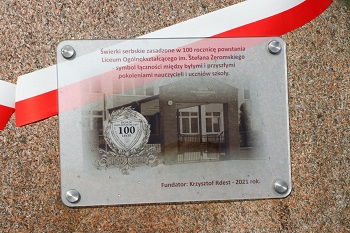 Świerki serbskie zasadzone w 100 rocznicę powstania
Liceum Ogólnokształcącego im. Stefana Żeromskiego
- symbol łączności między byłymi i przyszłymi
pokoleniami nauczycieli i uczniów szkoły.
100
Fundator: Krzysztof Rdest - 2021 rok.